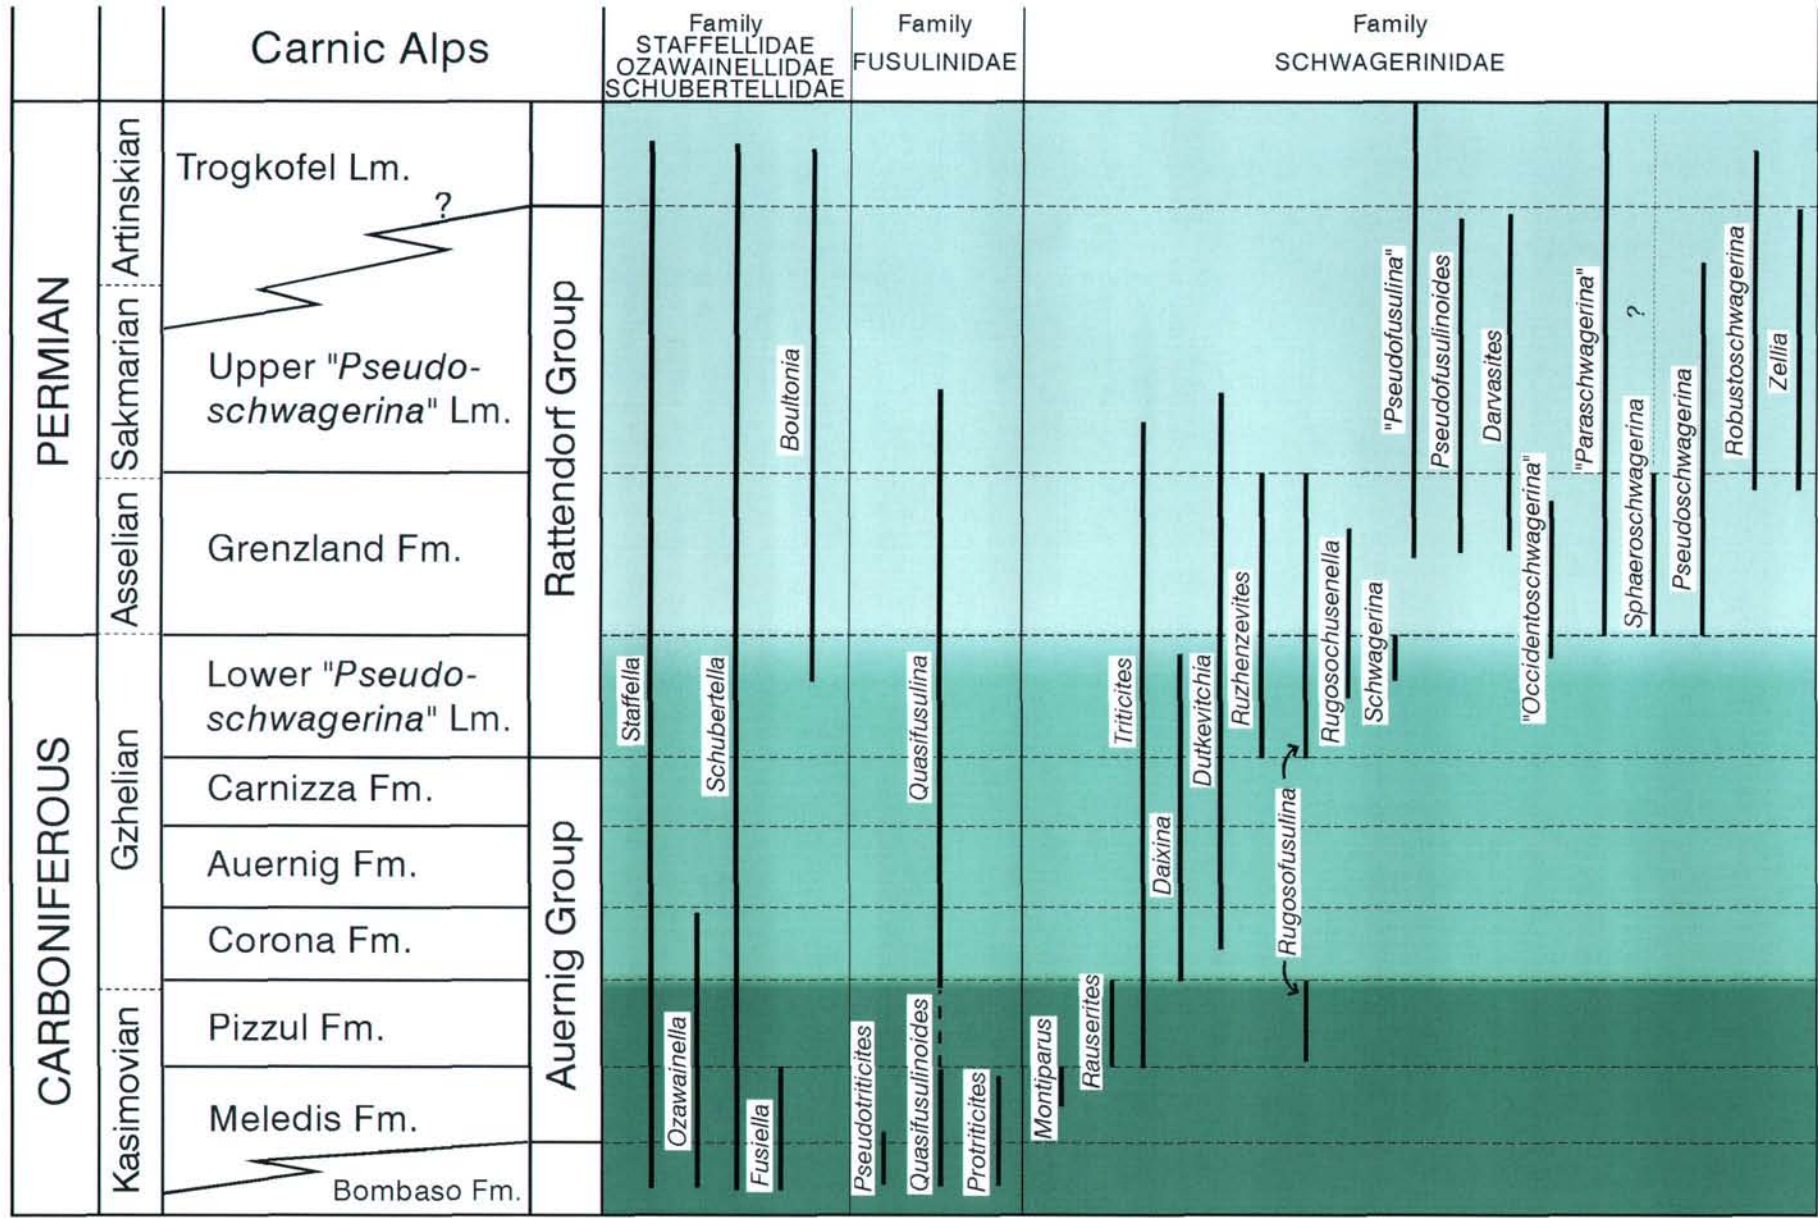 Carnic Alps
Family
STAFFELLIDAE
OZAWAINELLIDAE
SCHUBERTELLIDAE
Family
FUSULINIDAE
Family
SCHWAGERINIDAE
PERMIAN
CARBONIFEROUS
Artinskian
Sakmarian
Asselian
Gzhelian
Kasimovian
Trogkofel Lm.
?
Upper "Pseudo-
schwagerina" Lm.
Grenzland Fm.
Lower "Pseudo-
schwagerina" Lm.
Carnizza Fm.
Auernig Fm.
Corona Fm.
Pizzul Fm.
Meledis Fm.
Bombaso Fm.
Rattendorf Group
Auernig Group
Staffella
Ozawainella
Schubertella
Fusiella
Boultonia
Pseudotriticites
Quasifusulina
Quasifusulinoides
Protriticites
Montiparus
Rauserites
Triticites
Daixina
Dutkevitchia
Ruzhenzevites
Rugosofusulina
Rugosochusenella
Schwagerina
"Pseudofusulina"
Pseudofusulinoides
Darvasites
"Occidentoschwagerina"
"Paraschwagerina"
Sphaeroschwagerina
?
Pseudoschwagerina
Robustoschwagerina
Zellia